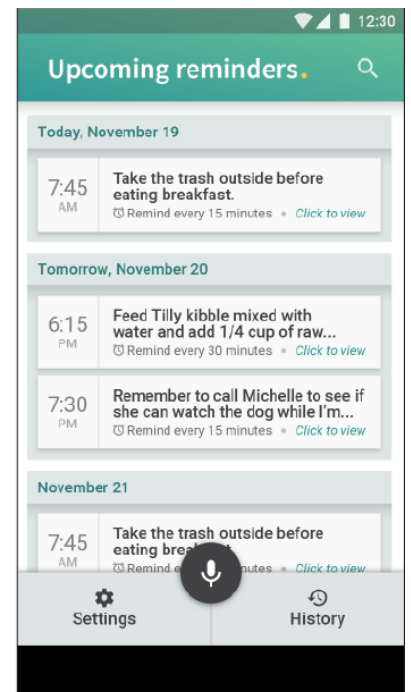 12:30
Upcoming reminders.
Today, November 19
7:45
AM
Take the trash outside before
eating breakfast.
Remind every 15 minutes • Click to view
Tomorrow, November 20
6:15
PM
Feed Tilly kibble mixed with
water and add 1/4 cup of raw...
Remind every 30 minutes • Click to view
7:30
PM
Remember to call Michelle to see if
she can watch the dog while I'm...
Remind every 15 minutes • Click to view
November 21
7:45
AM
Take the trash outside before
eating
Remind • Click to view
Settings
History